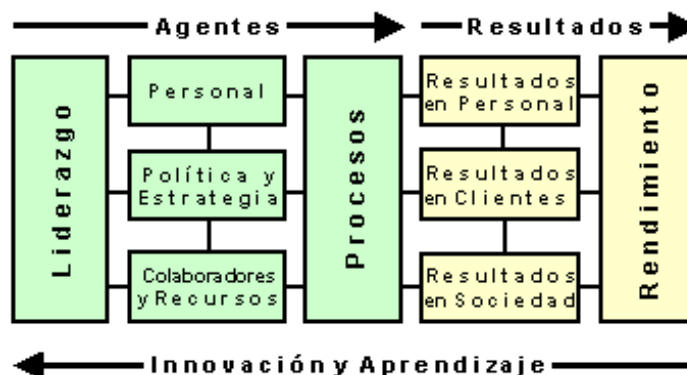 Agentes
Resultados
Liderazgo
Personal
Política y
Estrategia
Colaboradores
y Recursos
Procesos
Resultados
en Personal
Resultados
en Clientes
Resultados
en Sociedad
Rendimiento
Innovación y Aprendizaje